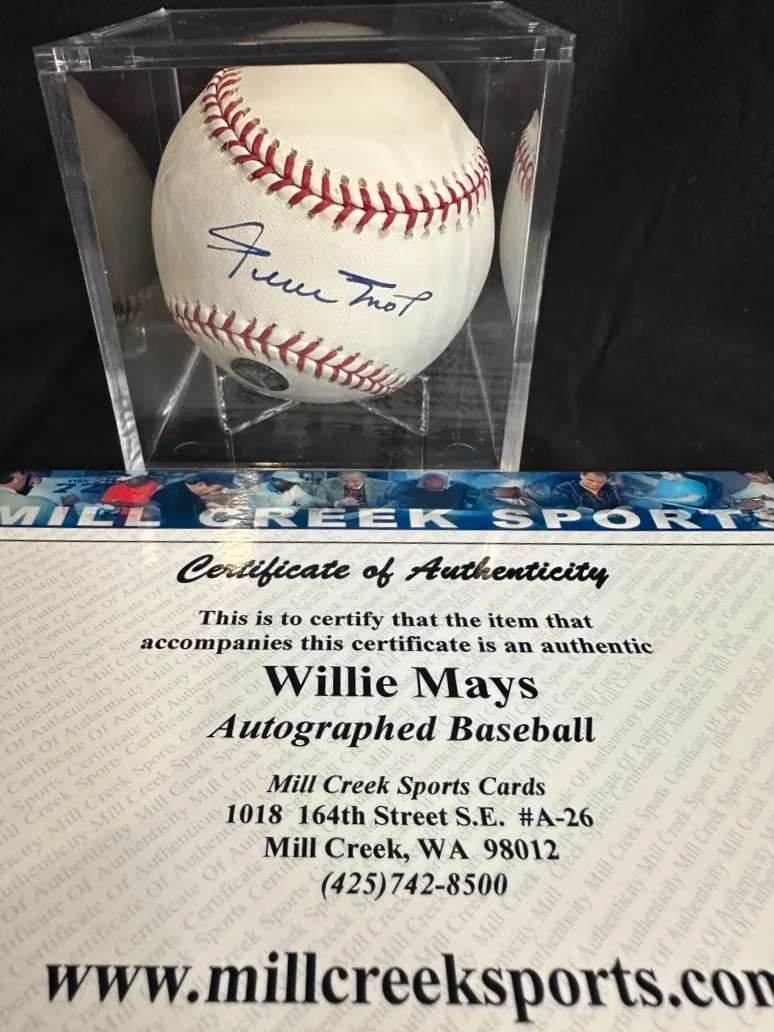 Willie Mays
MILL CREEK SPORTS
Certificate of Authenticity
This is to certify that the item that
accompanies this certificate is an authentic
Willie Mays
Autographed Baseball
Mill Creek Sports Cards
1018 164th Street S.E. #A-26
Mill Creek, WA 98012
(425)742-8500
www.millcreeksports.com